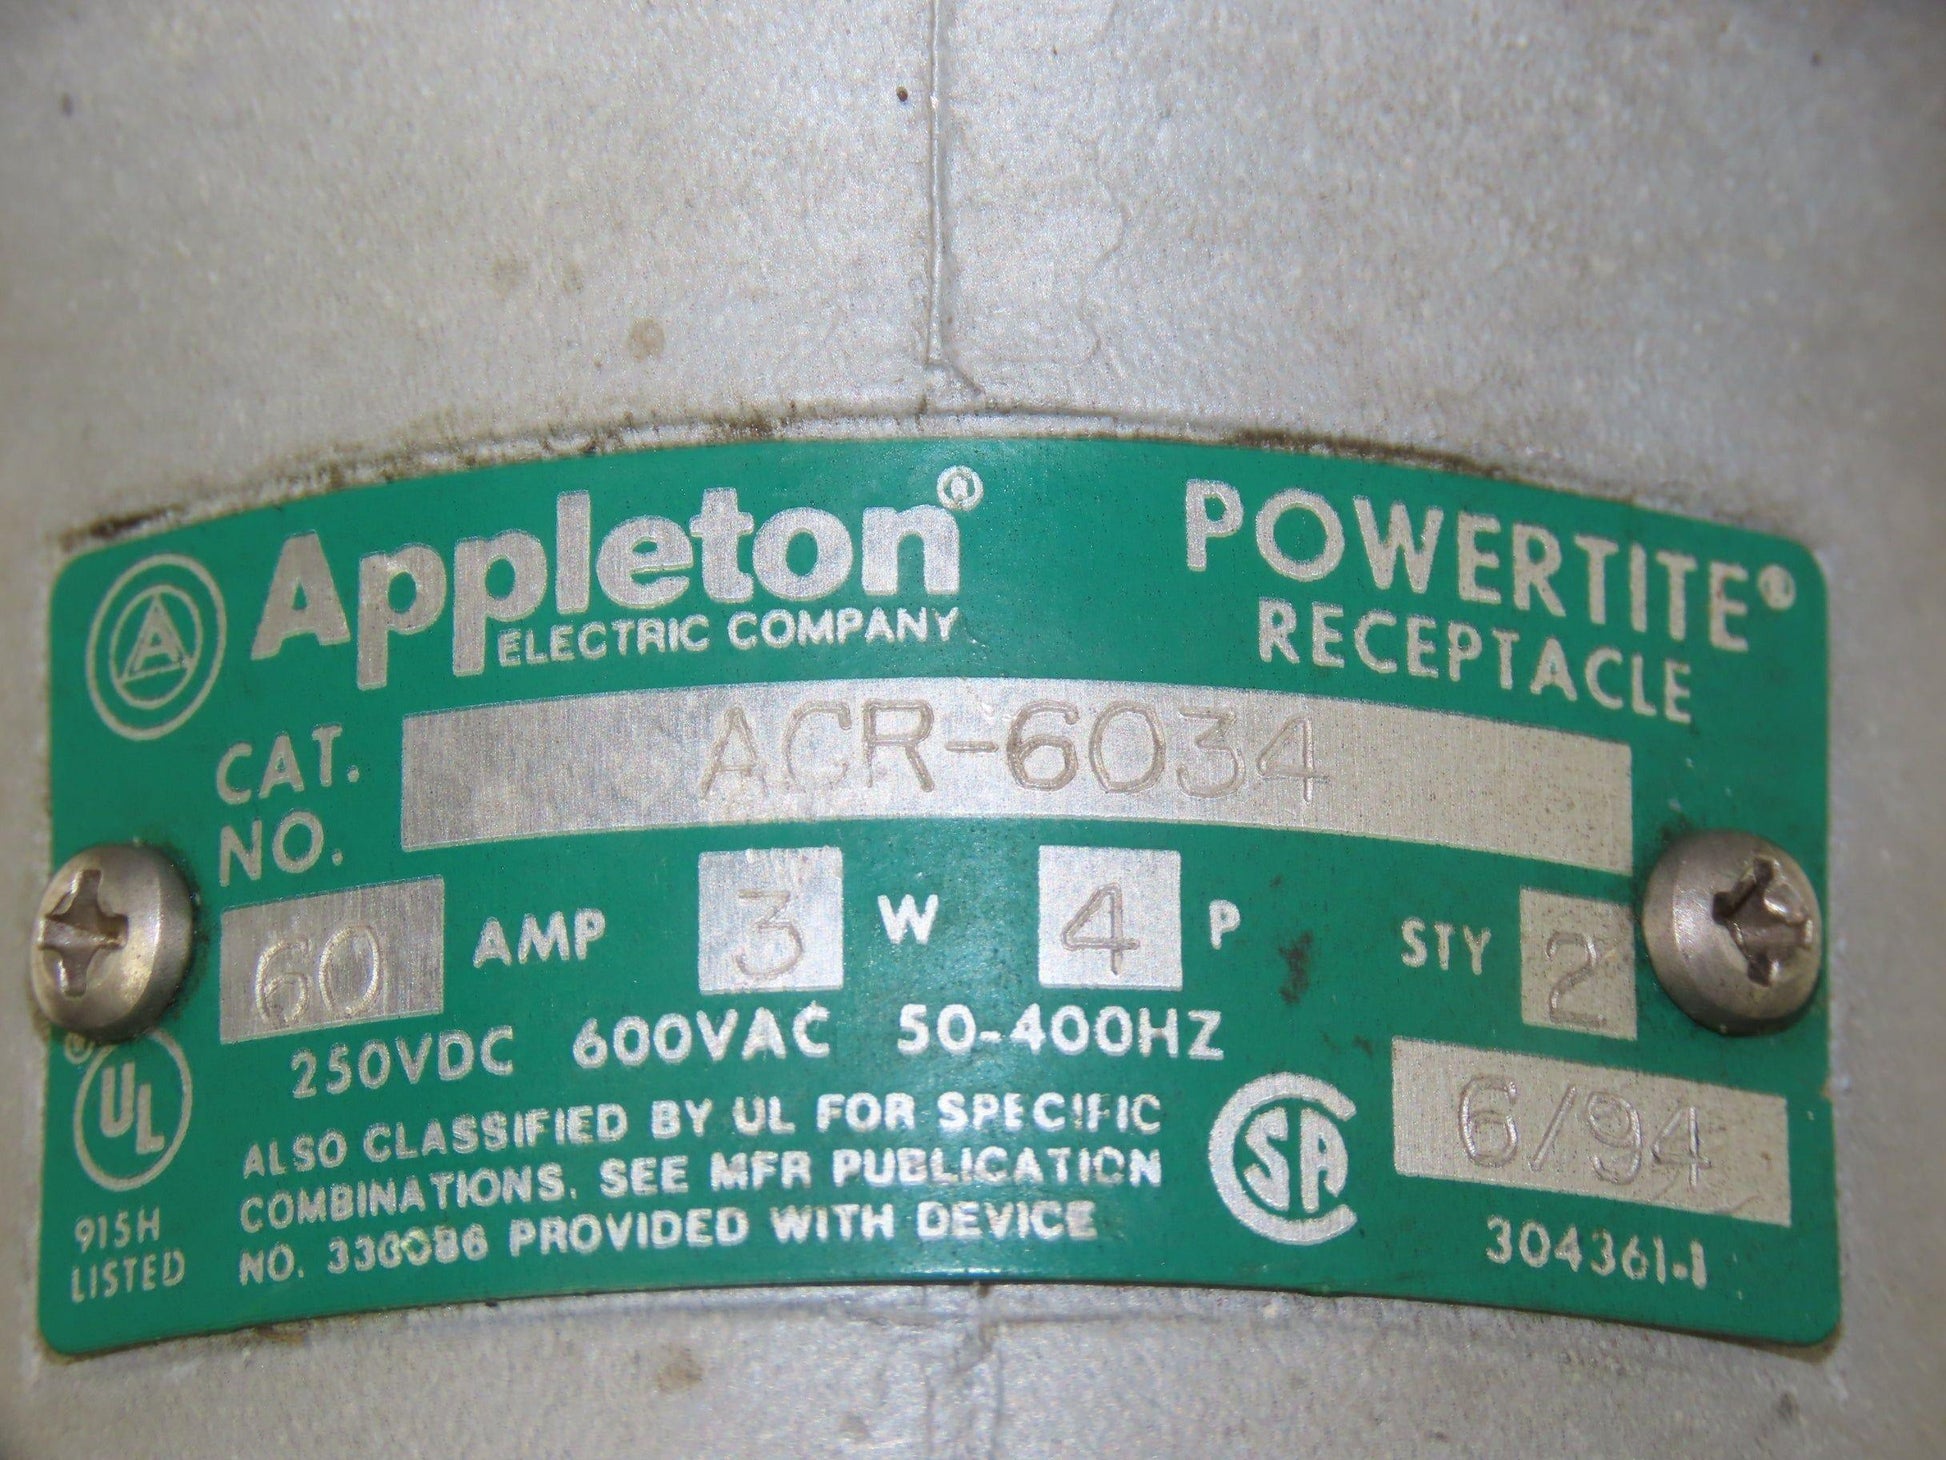 A Appleton®
ELECTRIC COMPANY
POWERTITE®
RECEPTACLE
CAT. NO. ACR-6034
60 AMP 3 W 4 P STY 2
250VDC 600VAC 50-400HZ
6/94
ALSO CLASSIFIED BY UL FOR SPECIFIC
COMBINATIONS. SEE MFR PUBLICATION
NO. 330086 PROVIDED WITH DEVICE
® UL
915H
LISTED
CSA
304361-1